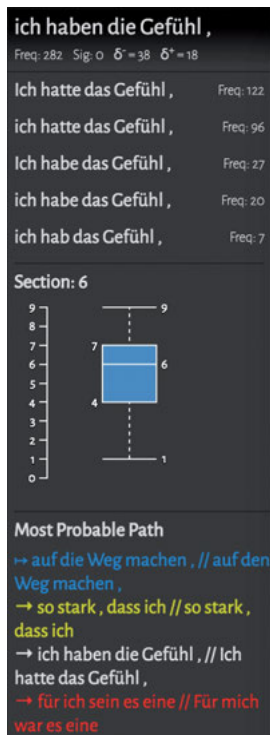 ich haben die Gefühl ,
Freq: 282 Sig: 0 δ⁻=38 δ⁺=18
Ich hatte das Gefühl , Freq: 122
ich hatte das Gefühl , Freq: 96
Ich habe das Gefühl , Freq: 27
ich habe das Gefühl , Freq: 20
ich hab das Gefühl , Freq: 7
Section: 6
9
8
7
6
5
4
3
2
1
0
9
7
6
4
1
Most Probable Path
↦ auf die Weg machen , // auf den
Weg machen ,
→ so stark , dass ich // so stark ,
dass ich
→ ich haben die Gefühl , // Ich
hatte das Gefühl ,
→ für ich sein es eine // Für mich
war es eine